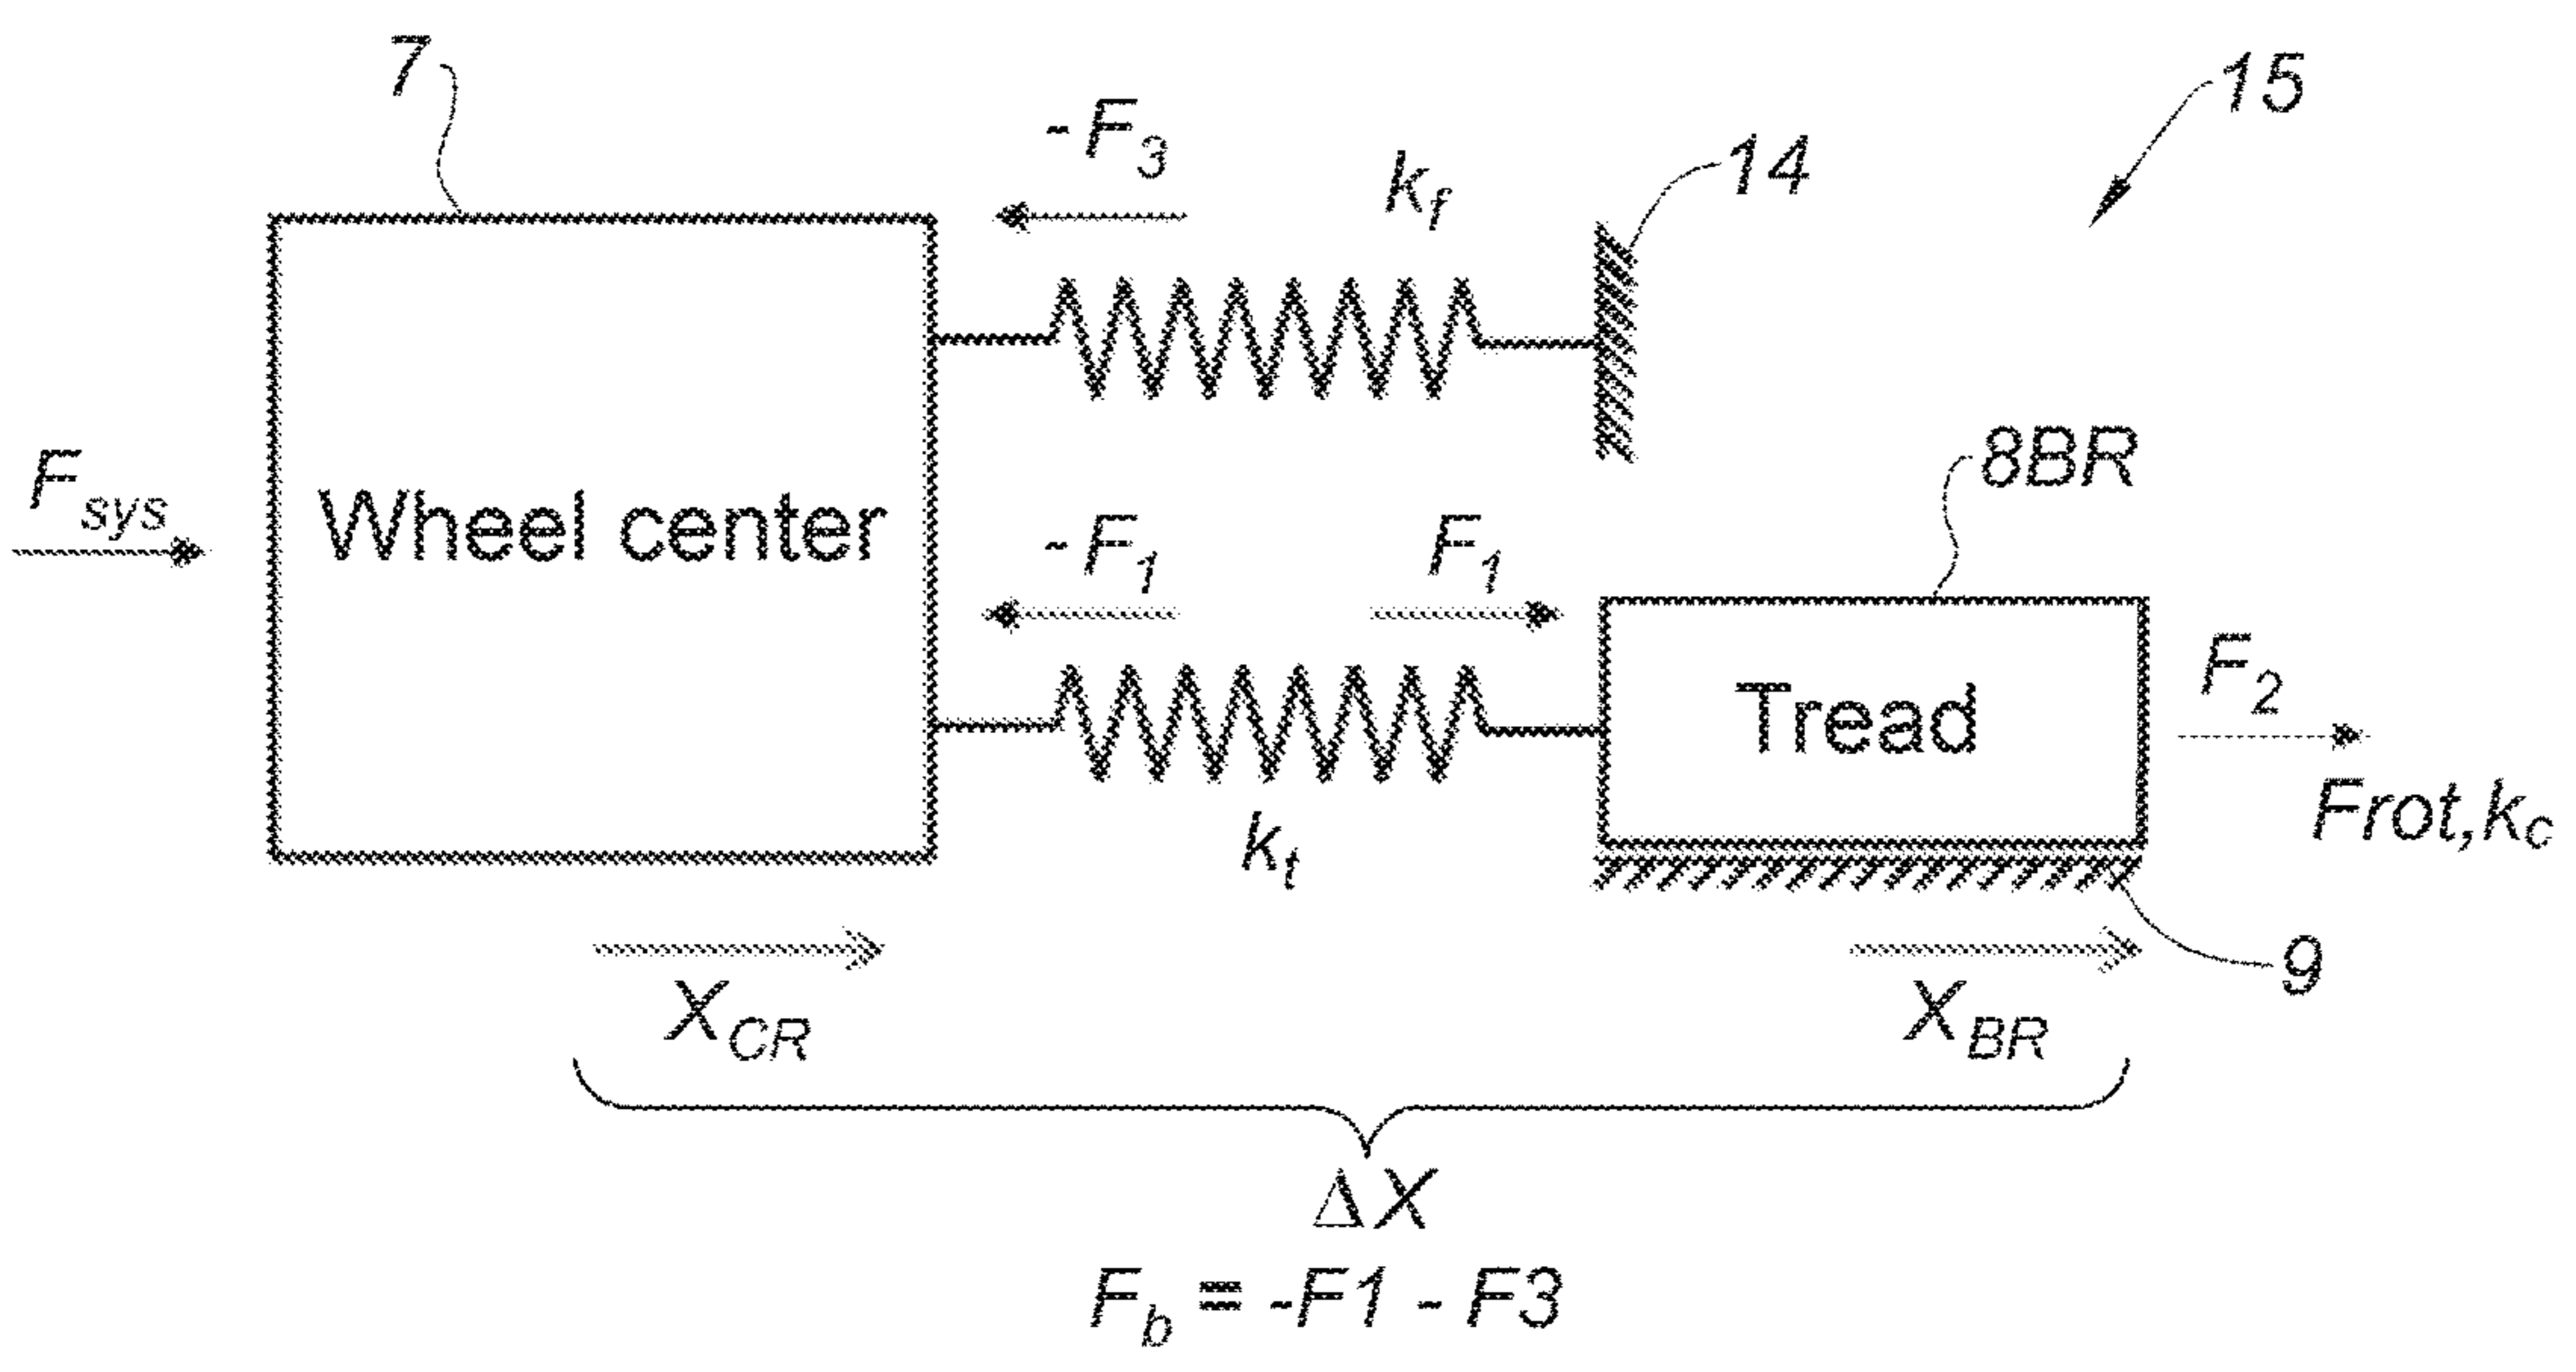 7
15
- F3
kf
14
8BR
Fsys
Wheel center
- F1
F1
F2
Tread
Frot,kc
kt
9
XCR
XBR
ΔX
Fb = -F1 - F3